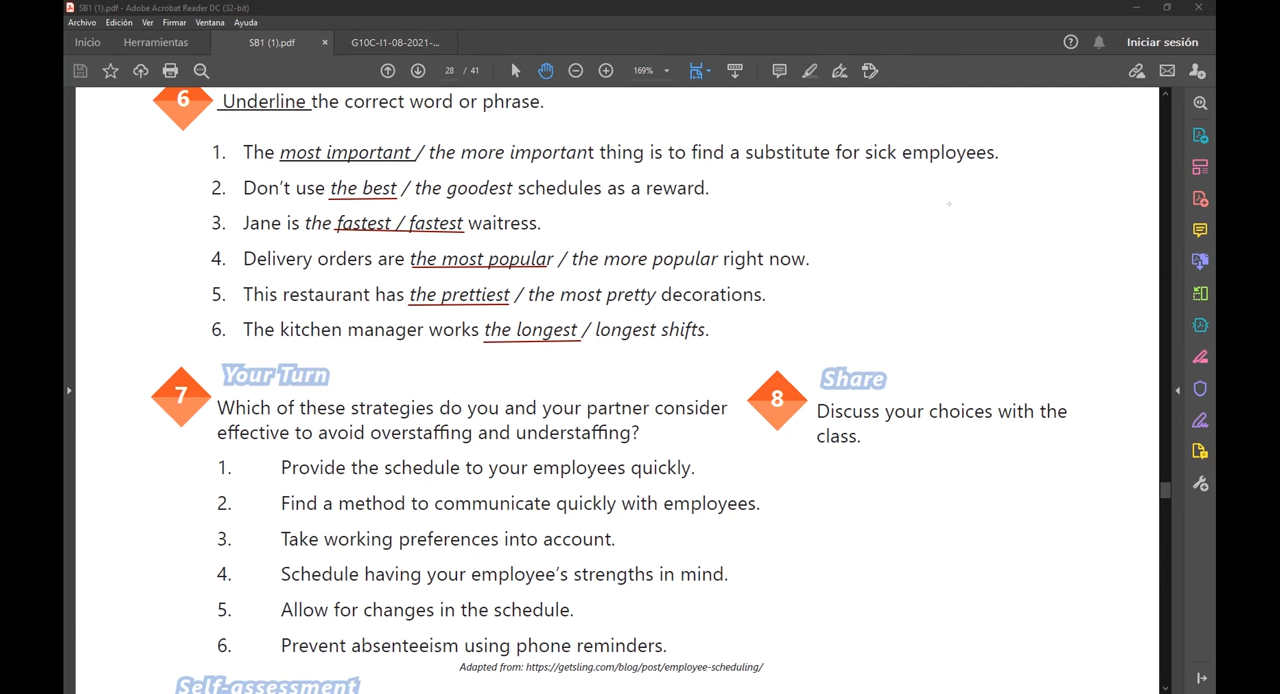 SB1 (1).pdf - Adobe Acrobat Reader DC (32-bit)
Archivo Edición Ver Firmar Ventana Ayuda
Inicio Herramientas SB1 (1).pdf × G10C-I1-08-2021-... Iniciar sesión
28 / 41 169%
6 Underline the correct word or phrase.
1. The most important / the more important thing is to find a substitute for sick employees.
2. Don't use the best / the goodest schedules as a reward.
3. Jane is the fastest / fastest waitress.
4. Delivery orders are the most popular / the more popular right now.
5. This restaurant has the prettiest / the most pretty decorations.
6. The kitchen manager works the longest / longest shifts.
7 Your Turn
Which of these strategies do you and your partner consider
effective to avoid overstaffing and understaffing?
1. Provide the schedule to your employees quickly.
2. Find a method to communicate quickly with employees.
3. Take working preferences into account.
4. Schedule having your employee's strengths in mind.
5. Allow for changes in the schedule.
6. Prevent absenteeism using phone reminders.
Adapted from: https://getsling.com/blog/post/employee-scheduling/
8 Share
Discuss your choices with the
class.
Self-assessment